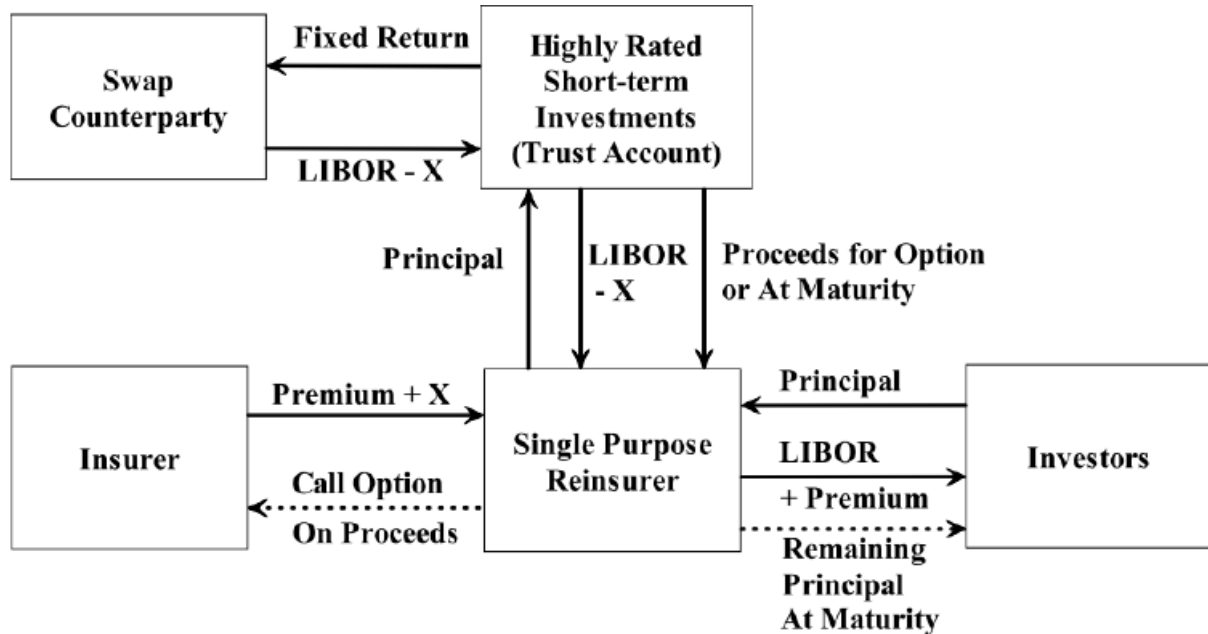 Fixed Return
Swap
Counterparty
LIBOR - X
Highly Rated
Short-term
Investments
(Trust Account)
Principal
LIBOR
- X
Proceeds for Option
or At Maturity
Insurer
Premium + X
Call Option
On Proceeds
Single Purpose
Reinsurer
Principal
LIBOR
+ Premium
Remaining
Principal
At Maturity
Investors